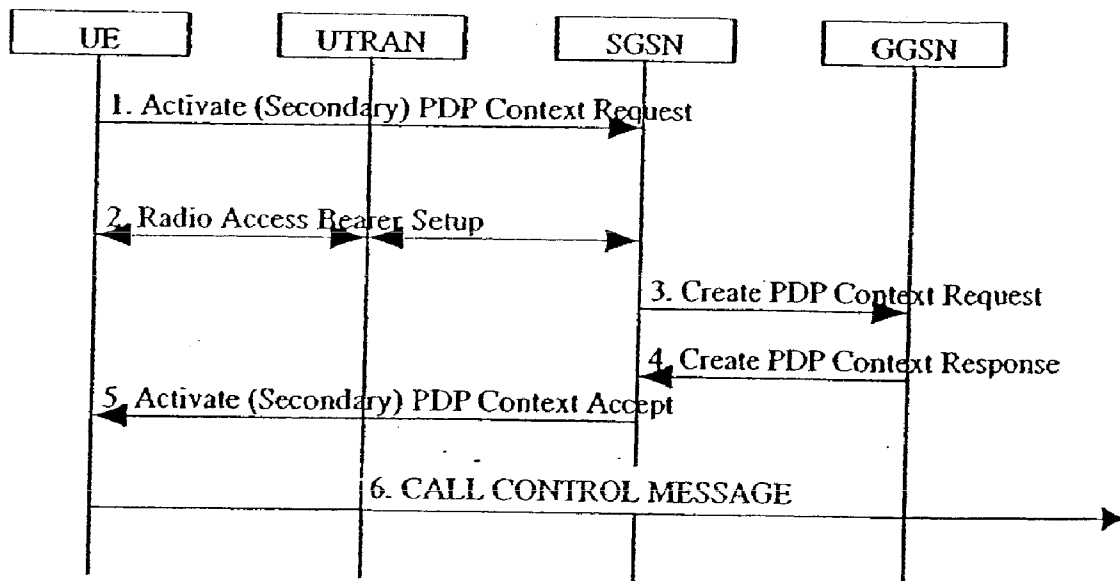 UE
UTRAN
SGSN
GGSN
1. Activate (Secondary) PDP Context Request
2. Radio Access Bearer Setup
3. Create PDP Context Request
4. Create PDP Context Response
5. Activate (Secondary) PDP Context Accept
6. CALL CONTROL MESSAGE